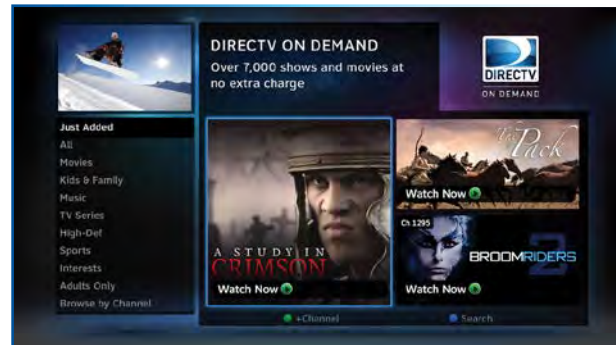 DIRECTV ON DEMAND
Over 7,000 shows and movies at
no extra charge
DIRECTV
ON DEMAND
Just Added
All
Movies
Kids & Family
Music
TV Series
High-Def
Sports
Interests
Adults Only
Browse by Channel
A STUDY IN
CRIMSON
Watch Now
The Pack
Watch Now
Ch 1295
BROOMRIDERS
2
Watch Now
+Channel
Search